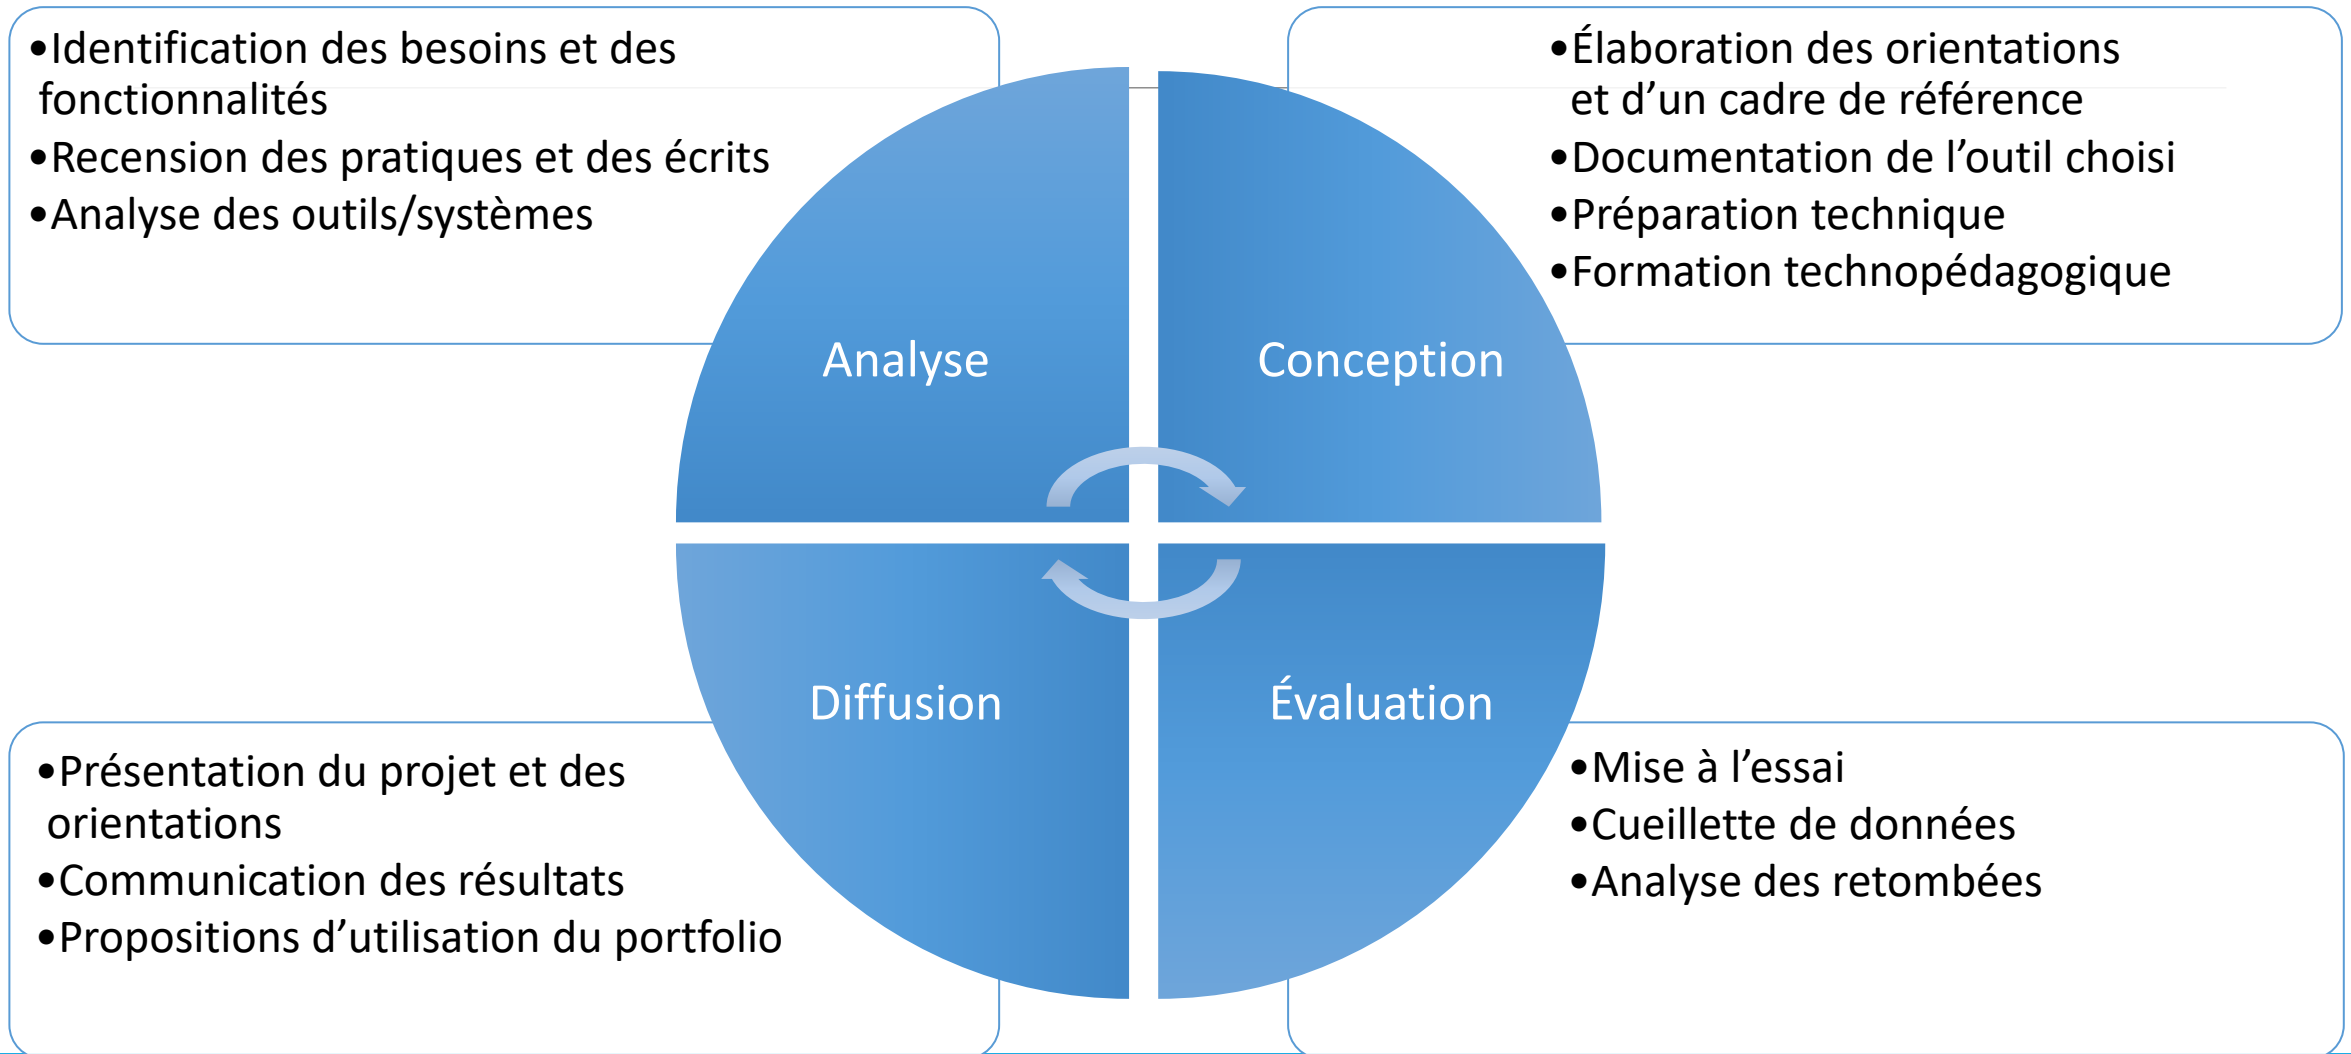 •Identification des besoins et des
fonctionnalités
•Recension des pratiques et des écrits
•Analyse des outils/systèmes
•Élaboration des orientations
et d’un cadre de référence
•Documentation de l’outil choisi
•Préparation technique
•Formation technopédagogique
Analyse
Conception
Diffusion
Évaluation
•Présentation du projet et des
orientations
•Communication des résultats
•Propositions d’utilisation du portfolio
•Mise à l’essai
•Cueillette de données
•Analyse des retombées